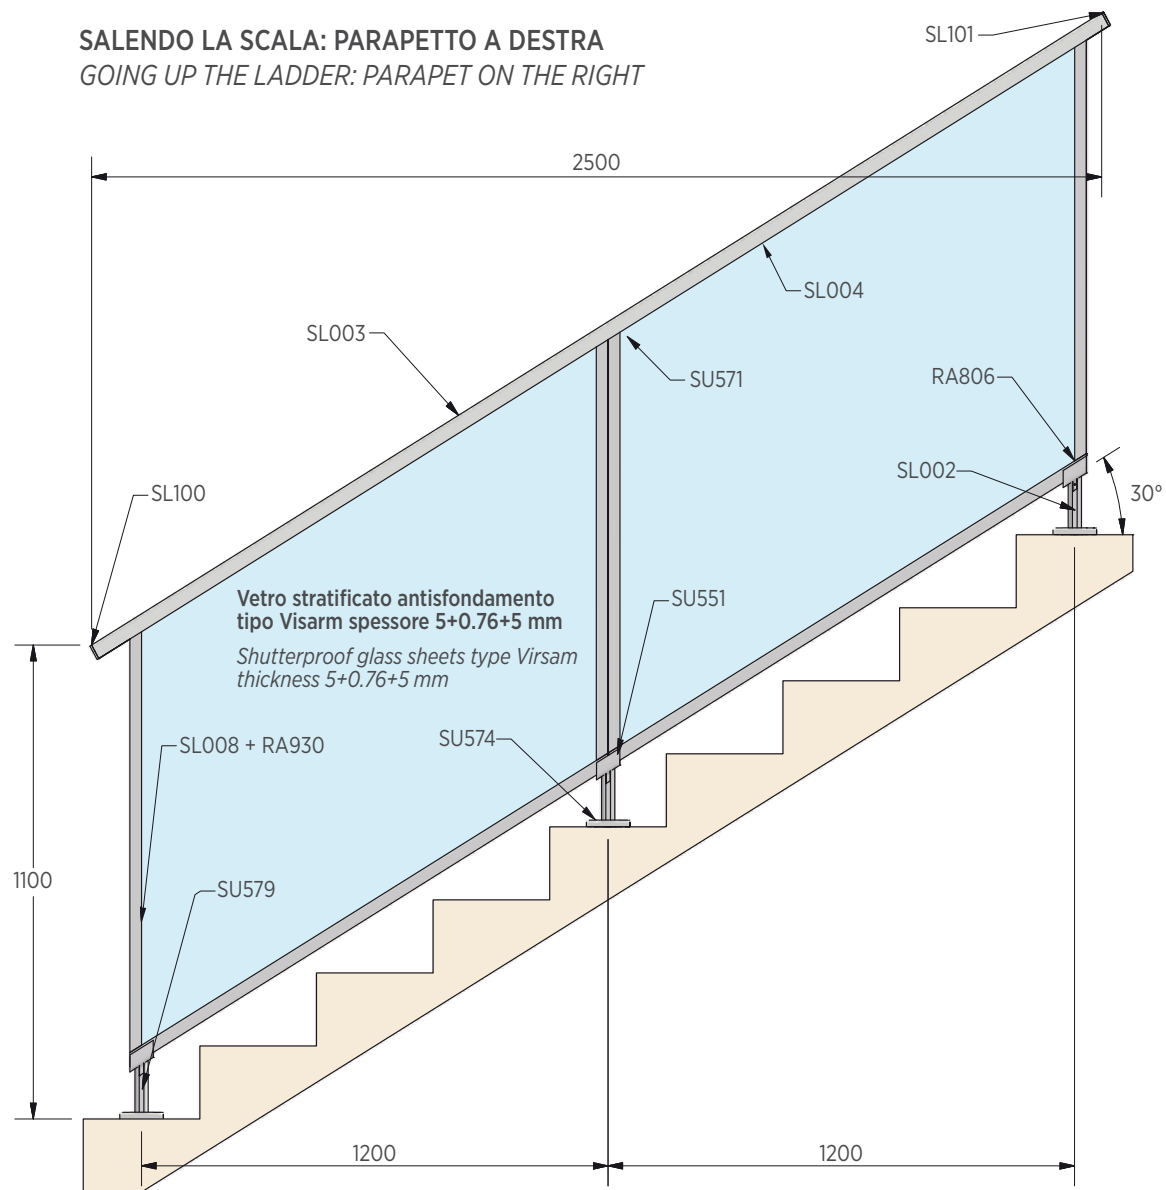 SALENDO LA SCALA: PARAPETTO A DESTRA
GOING UP THE LADDER: PARAPET ON THE RIGHT
SL101
2500
SL004
SL003
SU571
RA806
SL002
30°
SL100
Vetro stratificato antisfondamento
tipo Visarm spessore 5+0.76+5 mm
Shutterproof glass sheets type Virsam
thickness 5+0.76+5 mm
SU551
SL008 + RA930
SU574
1100
SU579
1200
1200